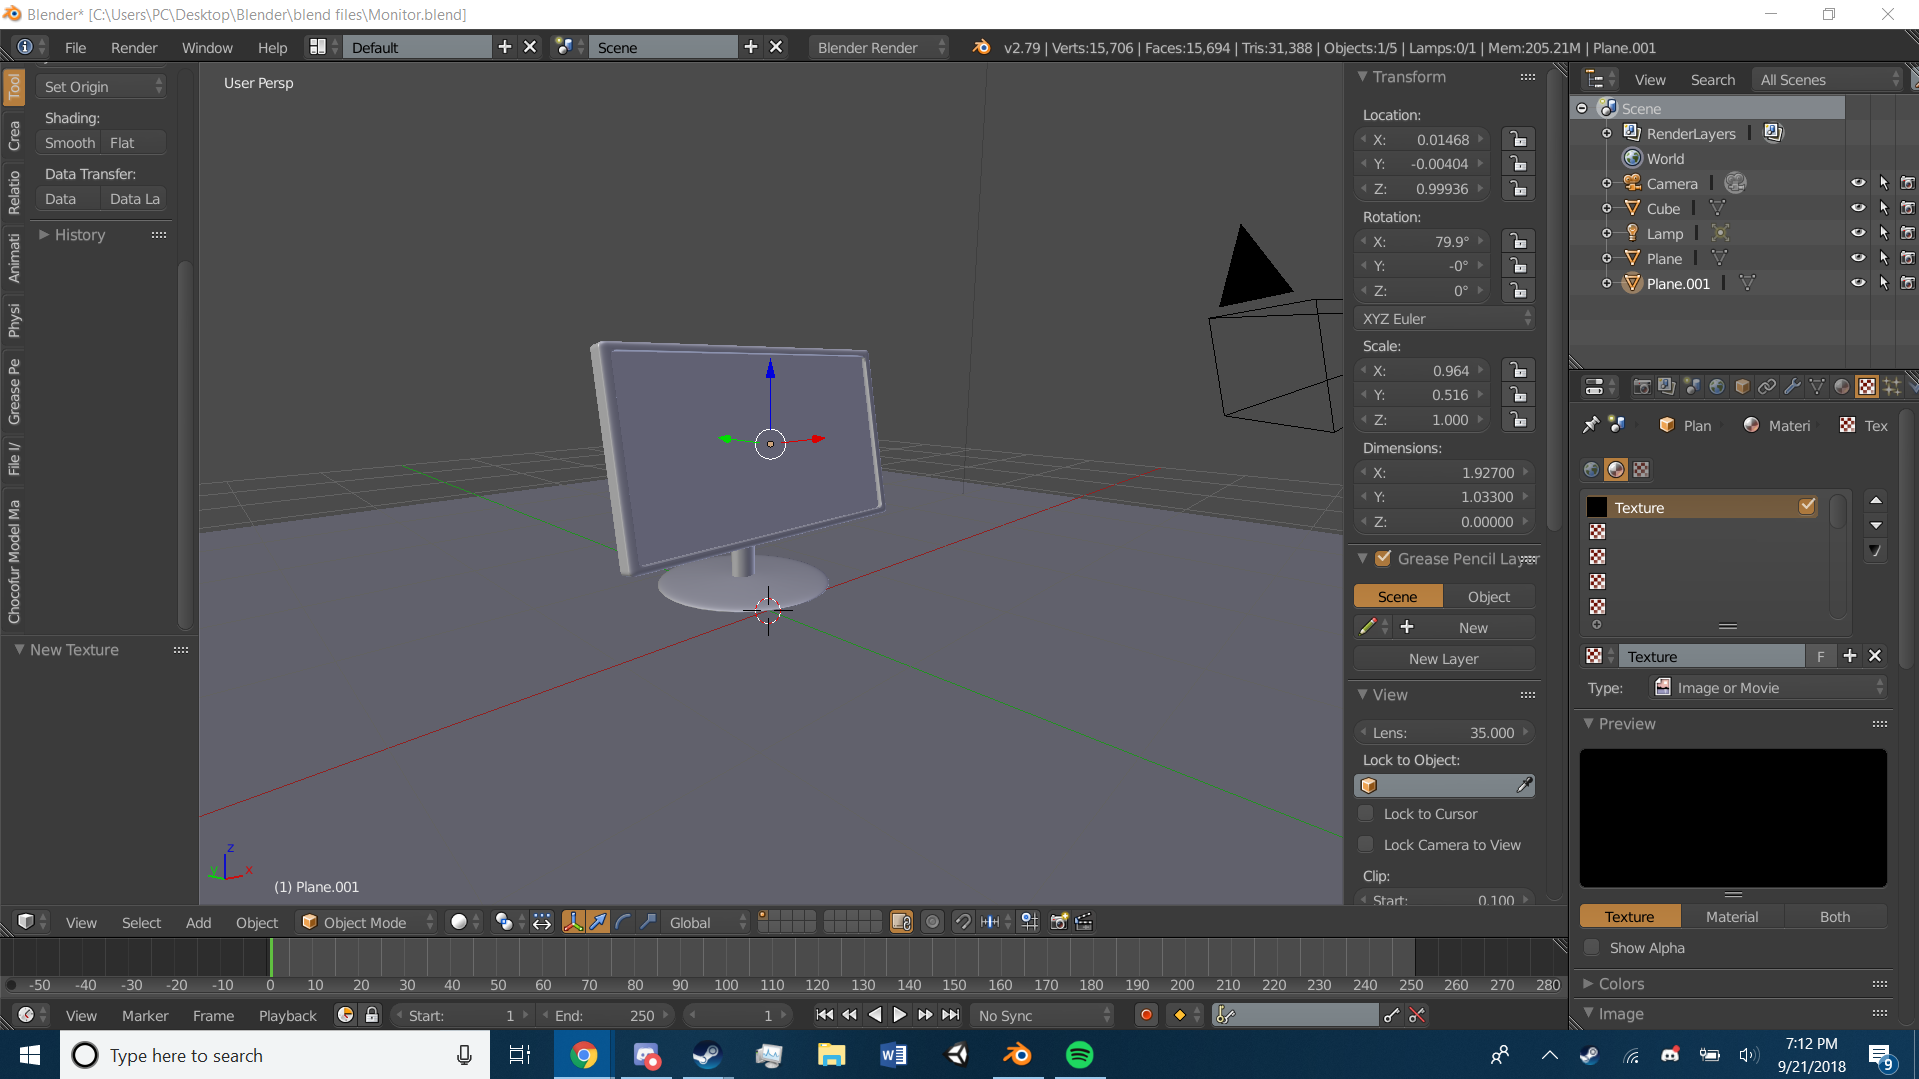 Blender* [C:\Users\PC\Desktop\Blender\blend files\Monitor.blend]
File Render Window Help Default Scene Blender Render v2.79 | Verts:15,706 | Faces:15,694 | Tris:31,388 | Objects:1/5 | Lamps:0/1 | Mem:205.21M | Plane.001
Tool
Crea
Relatio
Animati
Physi
Grease Pe
File I/
Chocofur Model Ma
Set Origin
Shading:
Smooth Flat
Data Transfer:
Data Data La
History
New Texture
User Persp
z
y x
(1) Plane.001
Transform
Location:
X: 0.01468
Y: -0.00404
Z: 0.99936
Rotation:
X: 79.9°
Y: -0°
Z: 0°
XYZ Euler
Scale:
X: 0.964
Y: 0.516
Z: 1.000
Dimensions:
X: 1.92700
Y: 1.03300
Z: 0.00000
Grease Pencil Layer
Scene Object
New
New Layer
View
Lens: 35.000
Lock to Object:
Lock to Cursor
Lock Camera to View
Clip:
Start: 0.100
View Search All Scenes
Scene
RenderLayers
World
Camera
Cube
Lamp
Plane
Plane.001
Plan Materi Tex
Texture
Texture F
Type: Image or Movie
Preview
Texture Material Both
Show Alpha
Colors
Image
View Select Add Object Object Mode Global
-50 -40 -30 -20 -10 0 10 20 30 40 50 60 70 80 90 100 110 120 130 140 150 160 170 180 190 200 210 220 230 240 250 260 270 280
View Marker Frame Playback Start: 1 End: 250 1 No Sync
Type here to search
7:12 PM
9/21/2018
9